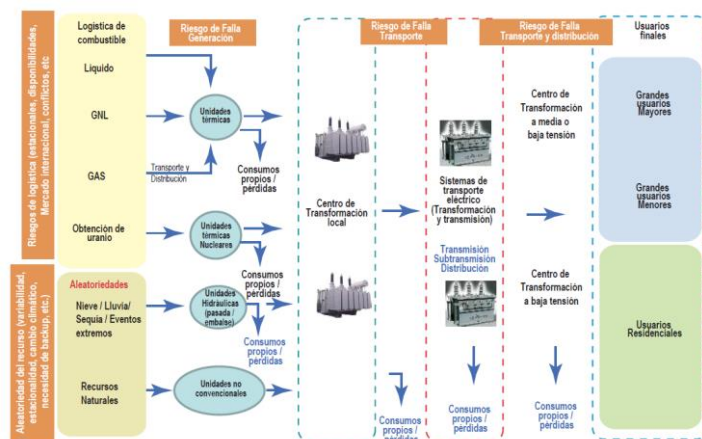 Riesgos de logística (estacionales, disponibilidades,
Mercado internacional, conflictos, etc
Aleatoriedad del recurso (variabilidad,
estacionalidad, cambio climático,
necesidad de backup, etc.)
Logística de
combustible
Líquido
GNL
GAS
Obtención de
uranio
Aleatoriedades
Nieve / Lluvia/
Sequía / Eventos
extremos
Recursos
Naturales
Riesgo de Falla
Generación
Unidades
térmicas
Transporte y
Distribución
Consumos
propios /
pérdidas
Unidades
térmicas
Nucleares
Consumos
propios /
pérdidas
Unidades
Hidráulicas
(pasada /
embalse)
Consumos
propios /
pérdidas
Unidades no
convencionales
Centro de
Transformación
local
Riesgo de Falla
Transporte
Consumos
propios /
pérdidas
Sistemas de
transporte
eléctrico
(Transformación
y transmisión)
Transmisión
Subtransmisión
Distribución
Consumos
propios /
pérdidas
Riesgo de Falla
Transporte y distribución
Centro de
Transformación
a media o
baja tensión
Centro de
Transformación
a baja tensión
Consumos
propios /
pérdidas
Usuarios
finales
Grandes
usuarios
Mayores
Grandes
usuarios
Menores
Usuarios
Residenciales